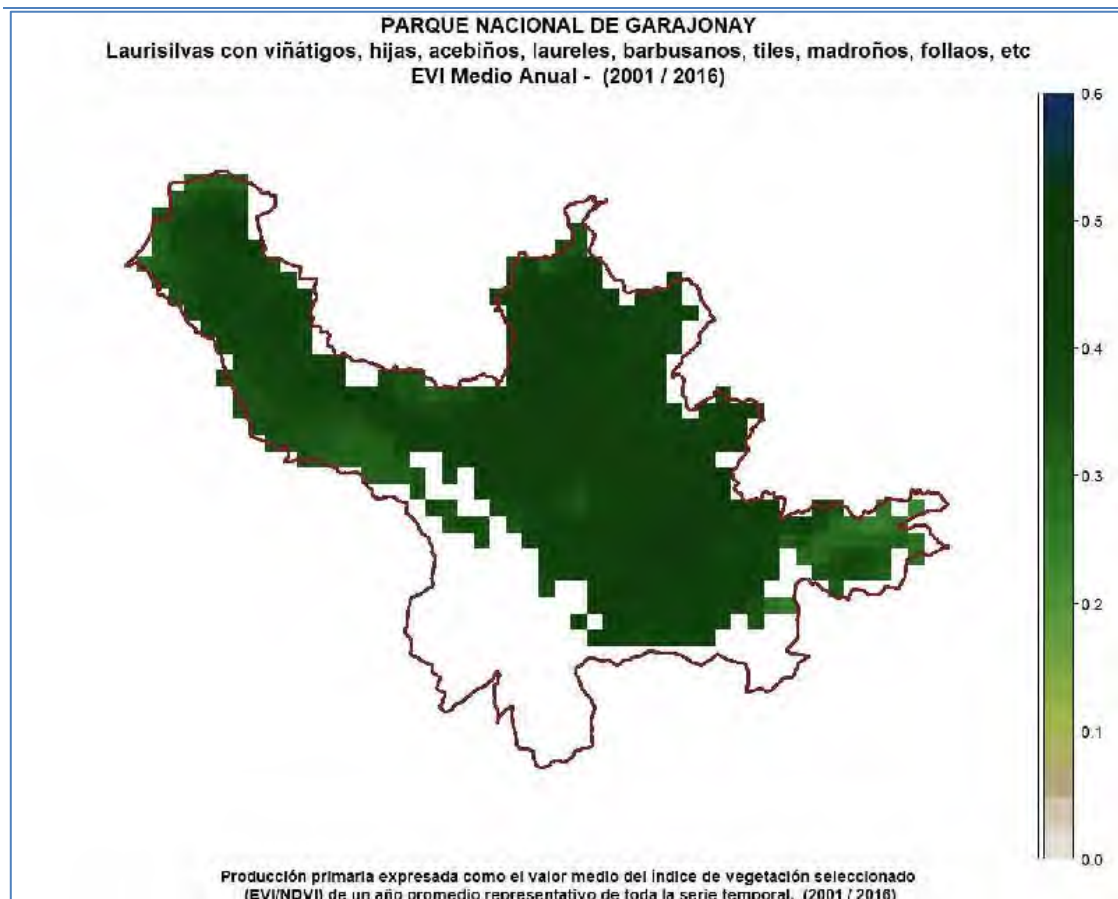 PARQUE NACIONAL DE GARAJONAY
Laurisilvas con viñátigos, hijas, acebiños, laureles, barbusanos, tiles, madroños, follaos, etc
EVI Medio Anual - (2001 / 2016)
0.6
0.5
0.4
0.3
0.2
0.1
0.0
Producción primaria expresada como el valor medio del índice de vegetación seleccionado
(EVI/NDVI) de un año promedio representativo de toda la serie temporal. (2001 / 2016)